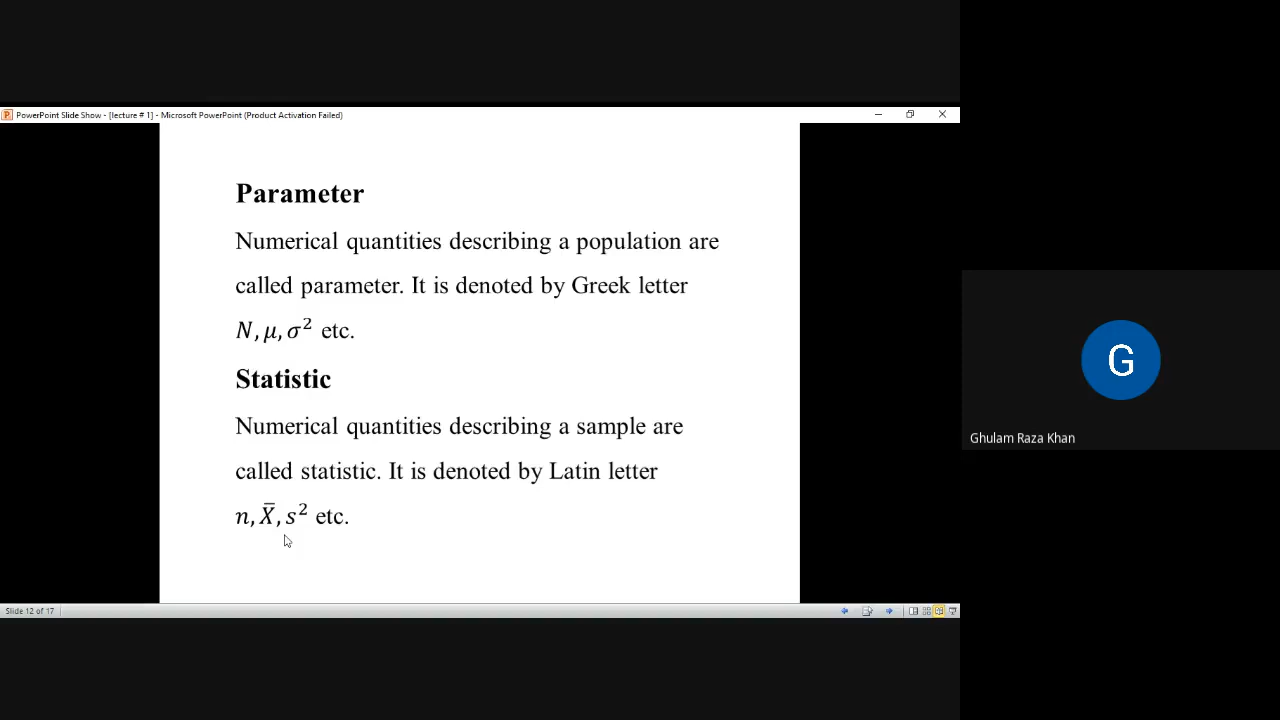 PowerPoint Slide Show - [lecture # 1] - Microsoft PowerPoint (Product Activation Failed)
Parameter
Numerical quantities describing a population are
called parameter. It is denoted by Greek letter
N, μ, σ² etc.
Statistic
Numerical quantities describing a sample are
called statistic. It is denoted by Latin letter
n, X̄, s² etc.
Slide 12 of 17
G
Ghulam Raza Khan